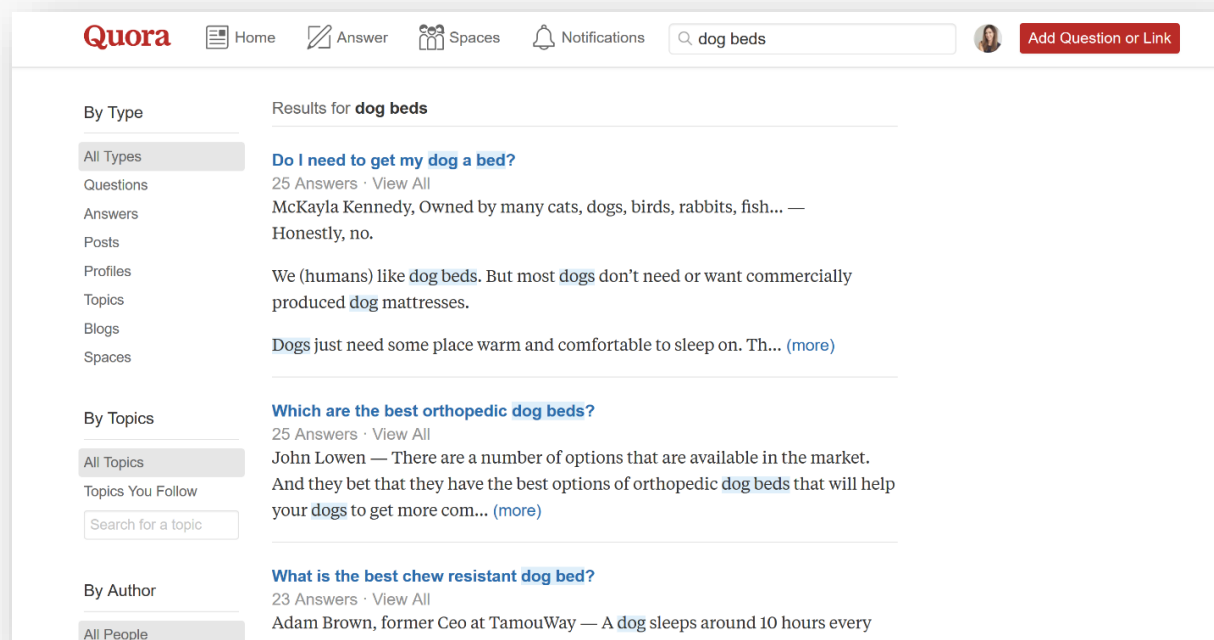 Quora Home Answer Spaces Notifications dog beds Add Question or Link
By Type
All Types
Questions
Answers
Posts
Profiles
Topics
Blogs
Spaces
By Topics
All Topics
Topics You Follow
Search for a topic
By Author
All People
Results for dog beds
Do I need to get my dog a bed?
25 Answers · View All
McKayla Kennedy, Owned by many cats, dogs, birds, rabbits, fish... —
Honestly, no.
We (humans) like dog beds. But most dogs don’t need or want commercially
produced dog mattresses.
Dogs just need some place warm and comfortable to sleep on. Th... (more)
Which are the best orthopedic dog beds?
25 Answers · View All
John Lowen — There are a number of options that are available in the market.
And they bet that they have the best options of orthopedic dog beds that will help
your dogs to get more com... (more)
What is the best chew resistant dog bed?
23 Answers · View All
Adam Brown, former Ceo at TamouWay — A dog sleeps around 10 hours every